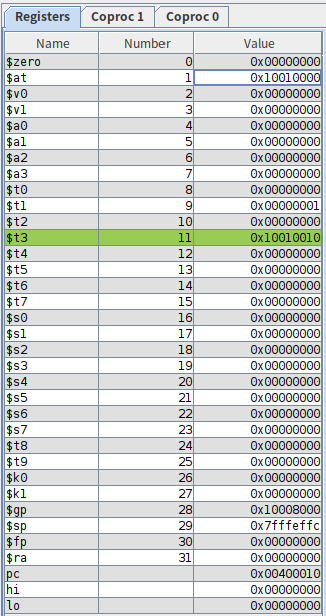 Registers Coproc 1 Coproc 0
Name Number Value
$zero 0 0x00000000
$at 1 0x10010000
$v0 2 0x00000000
$v1 3 0x00000000
$a0 4 0x00000000
$a1 5 0x00000000
$a2 6 0x00000000
$a3 7 0x00000000
$t0 8 0x00000000
$t1 9 0x00000001
$t2 10 0x00000000
$t3 11 0x10010010
$t4 12 0x00000000
$t5 13 0x00000000
$t6 14 0x00000000
$t7 15 0x00000000
$s0 16 0x00000000
$s1 17 0x00000000
$s2 18 0x00000000
$s3 19 0x00000000
$s4 20 0x00000000
$s5 21 0x00000000
$s6 22 0x00000000
$s7 23 0x00000000
$t8 24 0x00000000
$t9 25 0x00000000
$k0 26 0x00000000
$k1 27 0x00000000
$gp 28 0x10008000
$sp 29 0x7fffeffc
$fp 30 0x00000000
$ra 31 0x00000000
pc 0x00400010
hi 0x00000000
lo 0x00000000